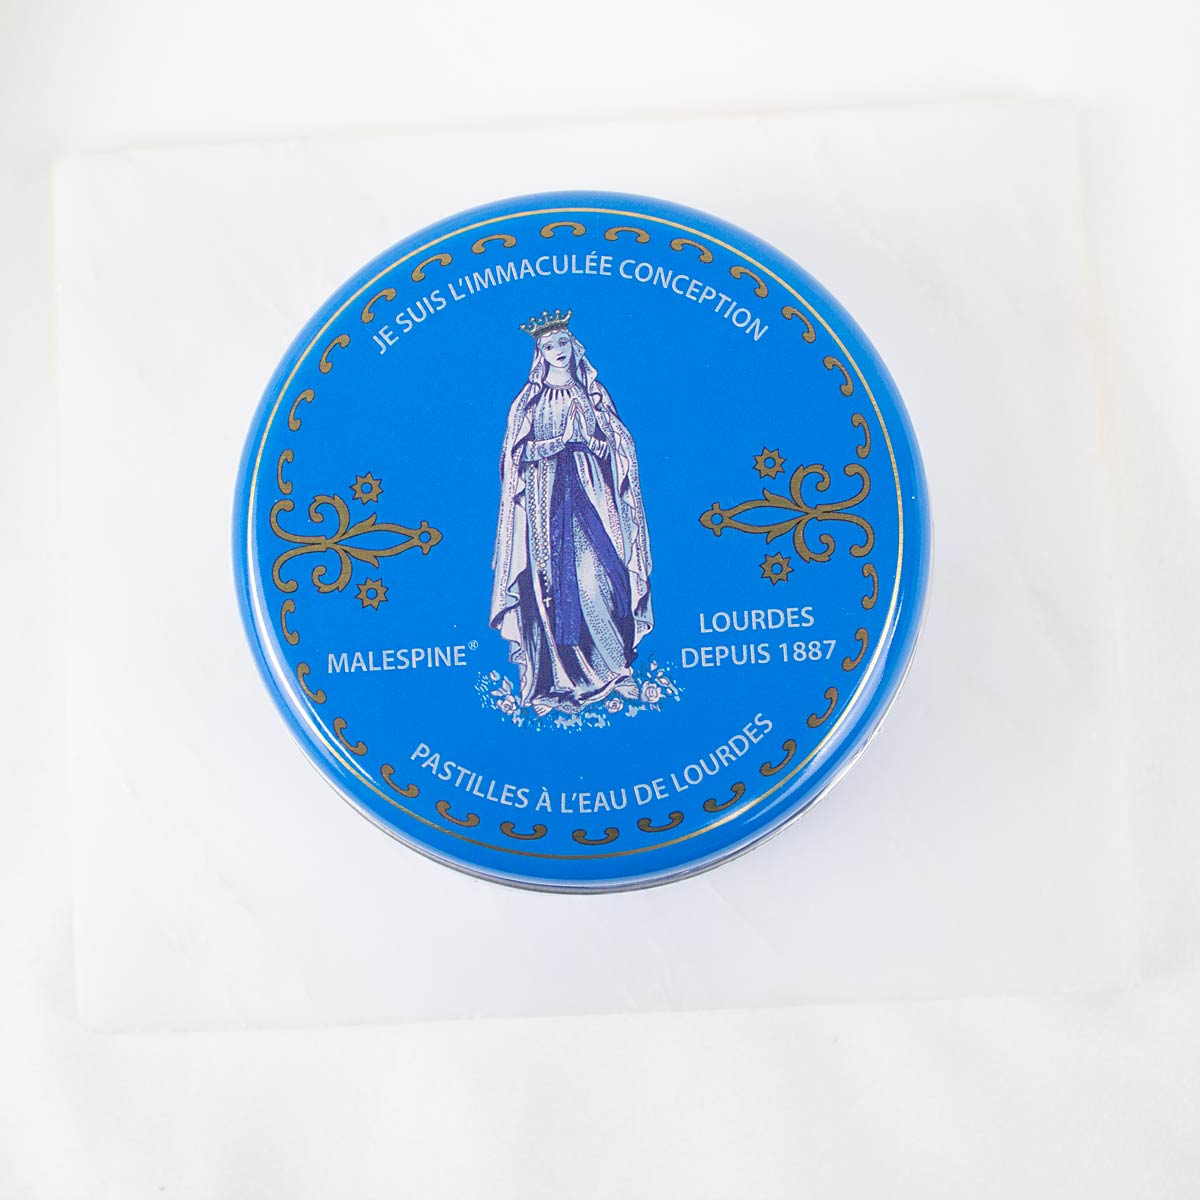 JE SUIS L'IMMACULÉE CONCEPTION
MALESPINE®
LOURDES
DEPUIS 1887
PASTILLES À L'EAU DE LOURDES